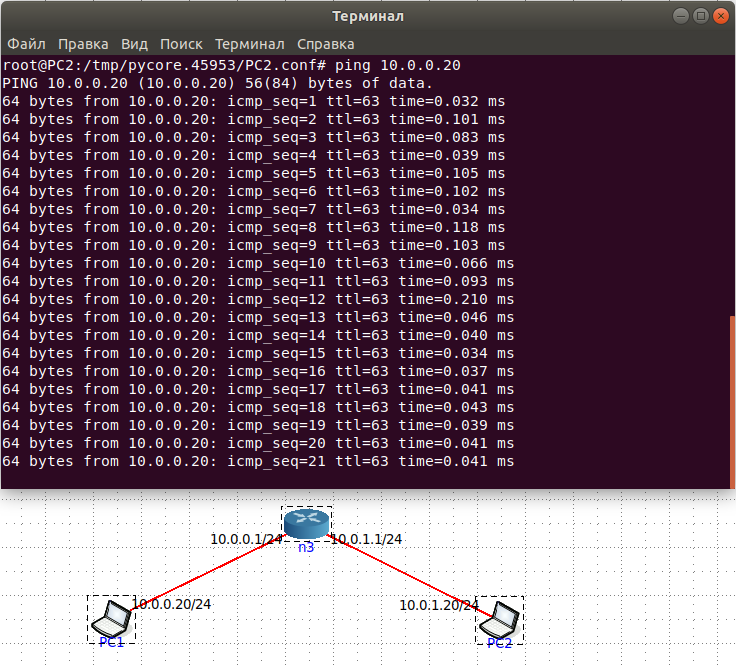 Терминал
Файл Правка Вид Поиск Терминал Справка
root@PC2:/tmp/pycore.45953/PC2.conf# ping 10.0.0.20
PING 10.0.0.20 (10.0.0.20) 56(84) bytes of data.
64 bytes from 10.0.0.20: icmp_seq=1 ttl=63 time=0.032 ms
64 bytes from 10.0.0.20: icmp_seq=2 ttl=63 time=0.101 ms
64 bytes from 10.0.0.20: icmp_seq=3 ttl=63 time=0.083 ms
64 bytes from 10.0.0.20: icmp_seq=4 ttl=63 time=0.039 ms
64 bytes from 10.0.0.20: icmp_seq=5 ttl=63 time=0.105 ms
64 bytes from 10.0.0.20: icmp_seq=6 ttl=63 time=0.102 ms
64 bytes from 10.0.0.20: icmp_seq=7 ttl=63 time=0.034 ms
64 bytes from 10.0.0.20: icmp_seq=8 ttl=63 time=0.118 ms
64 bytes from 10.0.0.20: icmp_seq=9 ttl=63 time=0.103 ms
64 bytes from 10.0.0.20: icmp_seq=10 ttl=63 time=0.066 ms
64 bytes from 10.0.0.20: icmp_seq=11 ttl=63 time=0.093 ms
64 bytes from 10.0.0.20: icmp_seq=12 ttl=63 time=0.210 ms
64 bytes from 10.0.0.20: icmp_seq=13 ttl=63 time=0.046 ms
64 bytes from 10.0.0.20: icmp_seq=14 ttl=63 time=0.040 ms
64 bytes from 10.0.0.20: icmp_seq=15 ttl=63 time=0.034 ms
64 bytes from 10.0.0.20: icmp_seq=16 ttl=63 time=0.037 ms
64 bytes from 10.0.0.20: icmp_seq=17 ttl=63 time=0.041 ms
64 bytes from 10.0.0.20: icmp_seq=18 ttl=63 time=0.043 ms
64 bytes from 10.0.0.20: icmp_seq=19 ttl=63 time=0.039 ms
64 bytes from 10.0.0.20: icmp_seq=20 ttl=63 time=0.041 ms
64 bytes from 10.0.0.20: icmp_seq=21 ttl=63 time=0.041 ms
10.0.0.1/24 10.0.1.1/24
n3
10.0.0.20/24 10.0.1.20/24
PC1 PC2